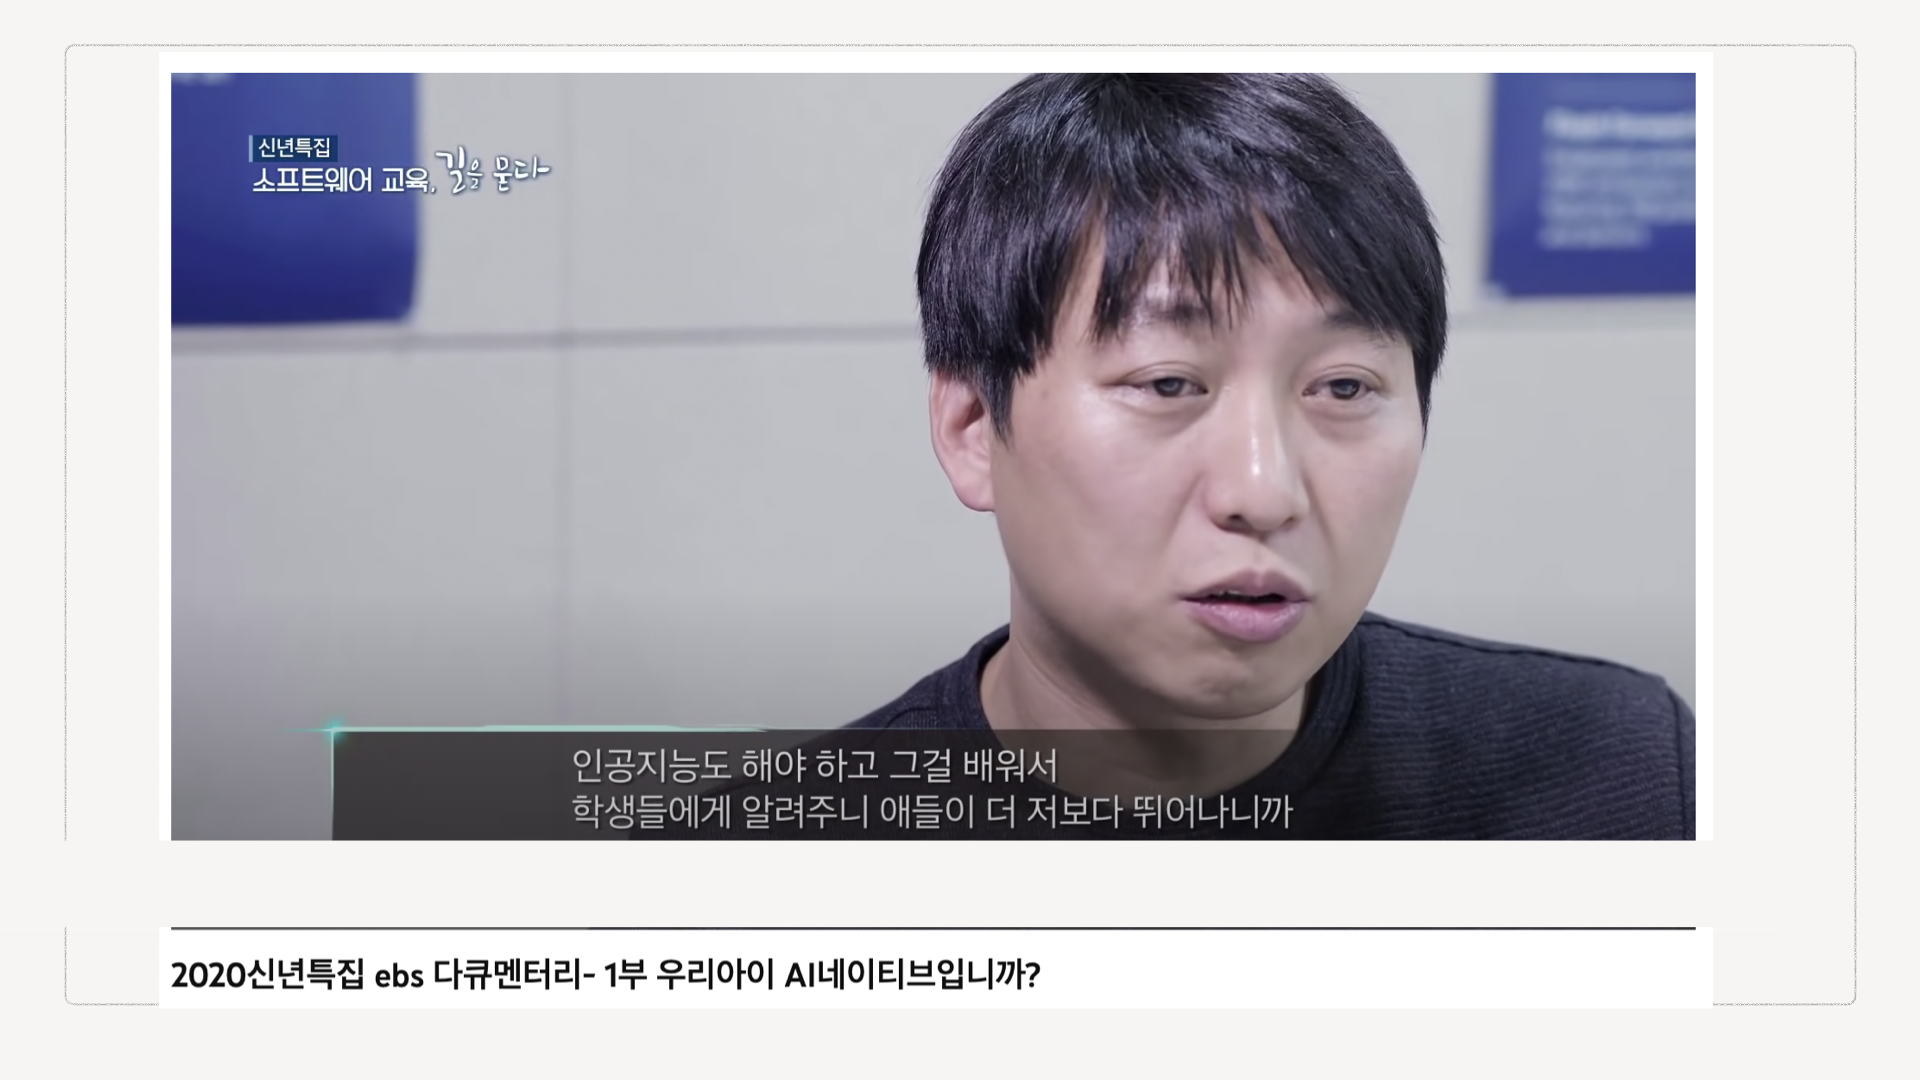 신년특집
소프트웨어 교육, 길을 묻다
인공지능도 해야 하고 그걸 배워서
학생들에게 알려주니 애들이 더 저보다 뛰어나니까
2020신년특집 ebs 다큐멘터리- 1부 우리아이 AI네이티브입니까?